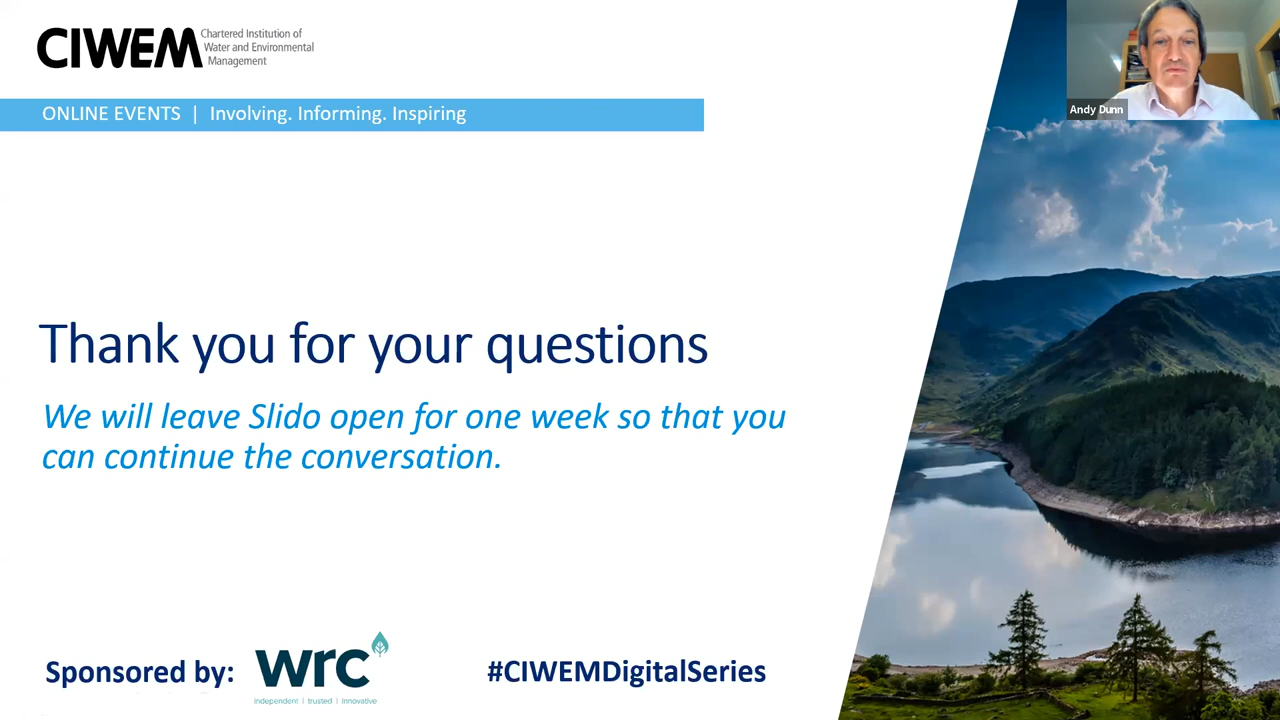 CIWEM
Chartered Institution of
Water and Environmental
Management
Andy Dunn
ONLINE EVENTS | Involving. Informing. Inspiring
Thank you for your questions
We will leave Slido open for one week so that you
can continue the conversation.
Sponsored by:
wrc
independent | trusted | innovative
#CIWEMDigitalSeries